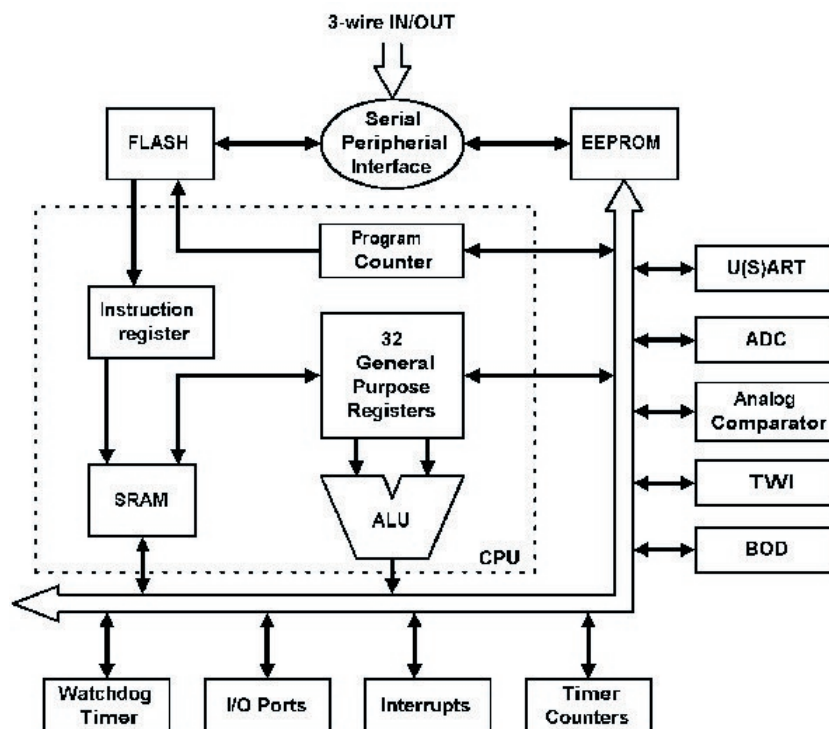 3-wire IN/OUT
Serial
Peripherial
Interface
FLASH
EEPROM
Program
Counter
U(S)ART
Instruction
register
32
General
Purpose
Registers
ADC
Analog
Comparator
SRAM
ALU
TWI
CPU
BOD
Watchdog
Timer
I/O Ports
Interrupts
Timer
Counters